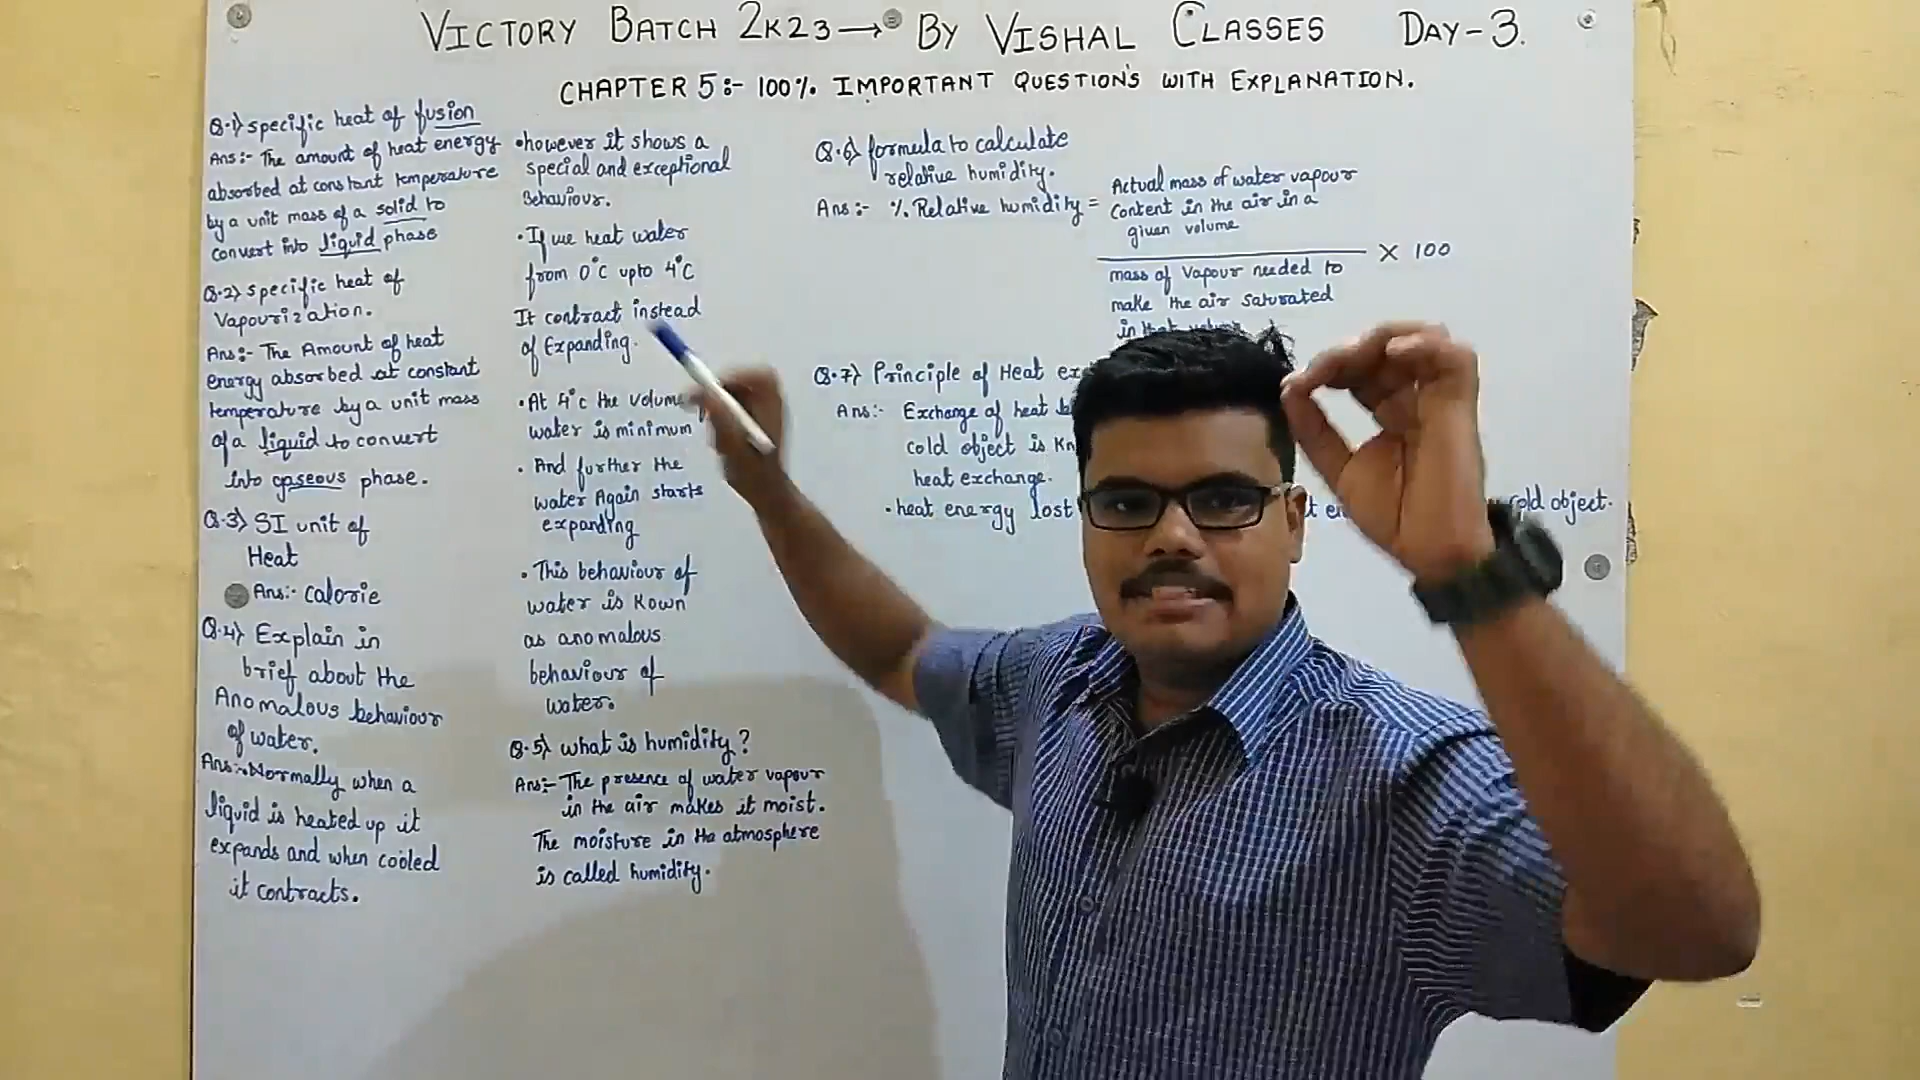 VICTORY BATCH 2K23→ BY VISHAL CLASSES DAY-3.
CHAPTER 5:- 100% IMPORTANT QUESTIONS WITH EXPLANATION.
Q.1) specific heat of fusion
Ans:- The amount of heat energy
absorbed at constant temperature
by a unit mass of a solid to
convert into liquid phase
Q.2) specific heat of
Vapourization.
Ans:- The Amount of heat
energy absorbed at constant
temperature by a unit mass
of a liquid to convert
into gaseous phase.
Q.3) SI unit of
Heat
Ans:- Calorie
Q.4) Explain in
brief about the
Anomalous behaviour
of water.
Ans:- Normally when a
liquid is heated up it
expands and when cooled
it contracts.
•however it shows a
special and exceptional
Behaviour.
•If we heat water
from 0°C upto 4°C
It contract instead
of Expanding.
•At 4°c the volume
water is minimum
• And further the
water Again starts
expanding
•This behaviour of
water is Kown
as anomalous
behaviour of
water.
Q.5) what is humidity?
Ans:- The presence of water vapour
in the air makes it moist.
The moisture in the atmosphere
is called humidity.
Q.6) formula to calculate
relative humidity.
Ans:- % Relative humidity =
Actual mass of water vapour
Content in the air in a
given volume
× 100
mass of Vapour needed to
make the air saturated
in that
Q.7) Principle of Heat
Ans:- Exchange of heat
cold object is
heat exchange.
•heat energy lost cold object.